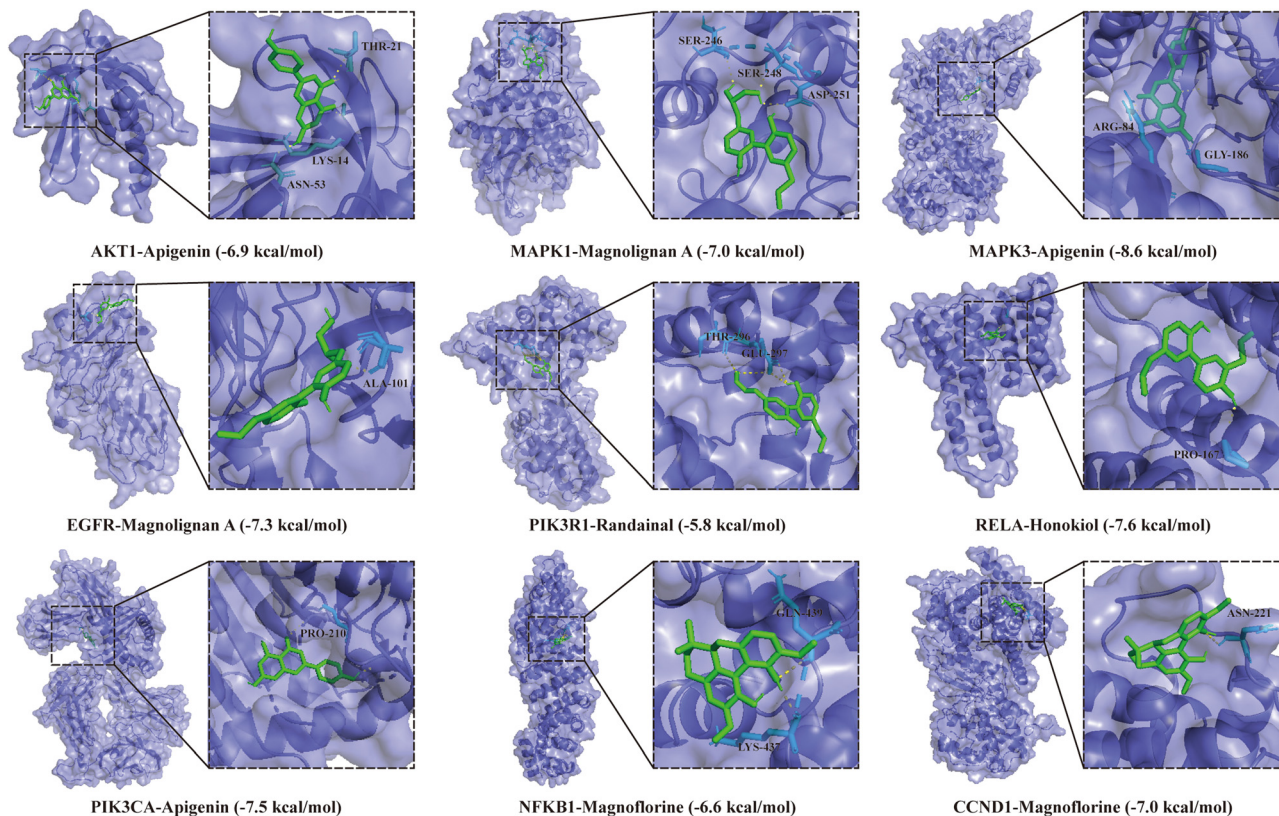 THR-21
LYS-14
ASN-53
AKT1-Apigenin (-6.9 kcal/mol)
SER-246
SER-248
ASP-251
MAPK1-Magnolignan A (-7.0 kcal/mol)
ARG-84
GLY-186
MAPK3-Apigenin (-8.6 kcal/mol)
ALA-101
EGFR-Magnolignan A (-7.3 kcal/mol)
THR-296
GLU-297
PIK3R1-Randainal (-5.8 kcal/mol)
PRO-167
RELA-Honokiol (-7.6 kcal/mol)
PRO-210
PIK3CA-Apigenin (-7.5 kcal/mol)
GLN-439
LYS-437
NFKB1-Magnoflorine (-6.6 kcal/mol)
ASN-221
CCND1-Magnoflorine (-7.0 kcal/mol)